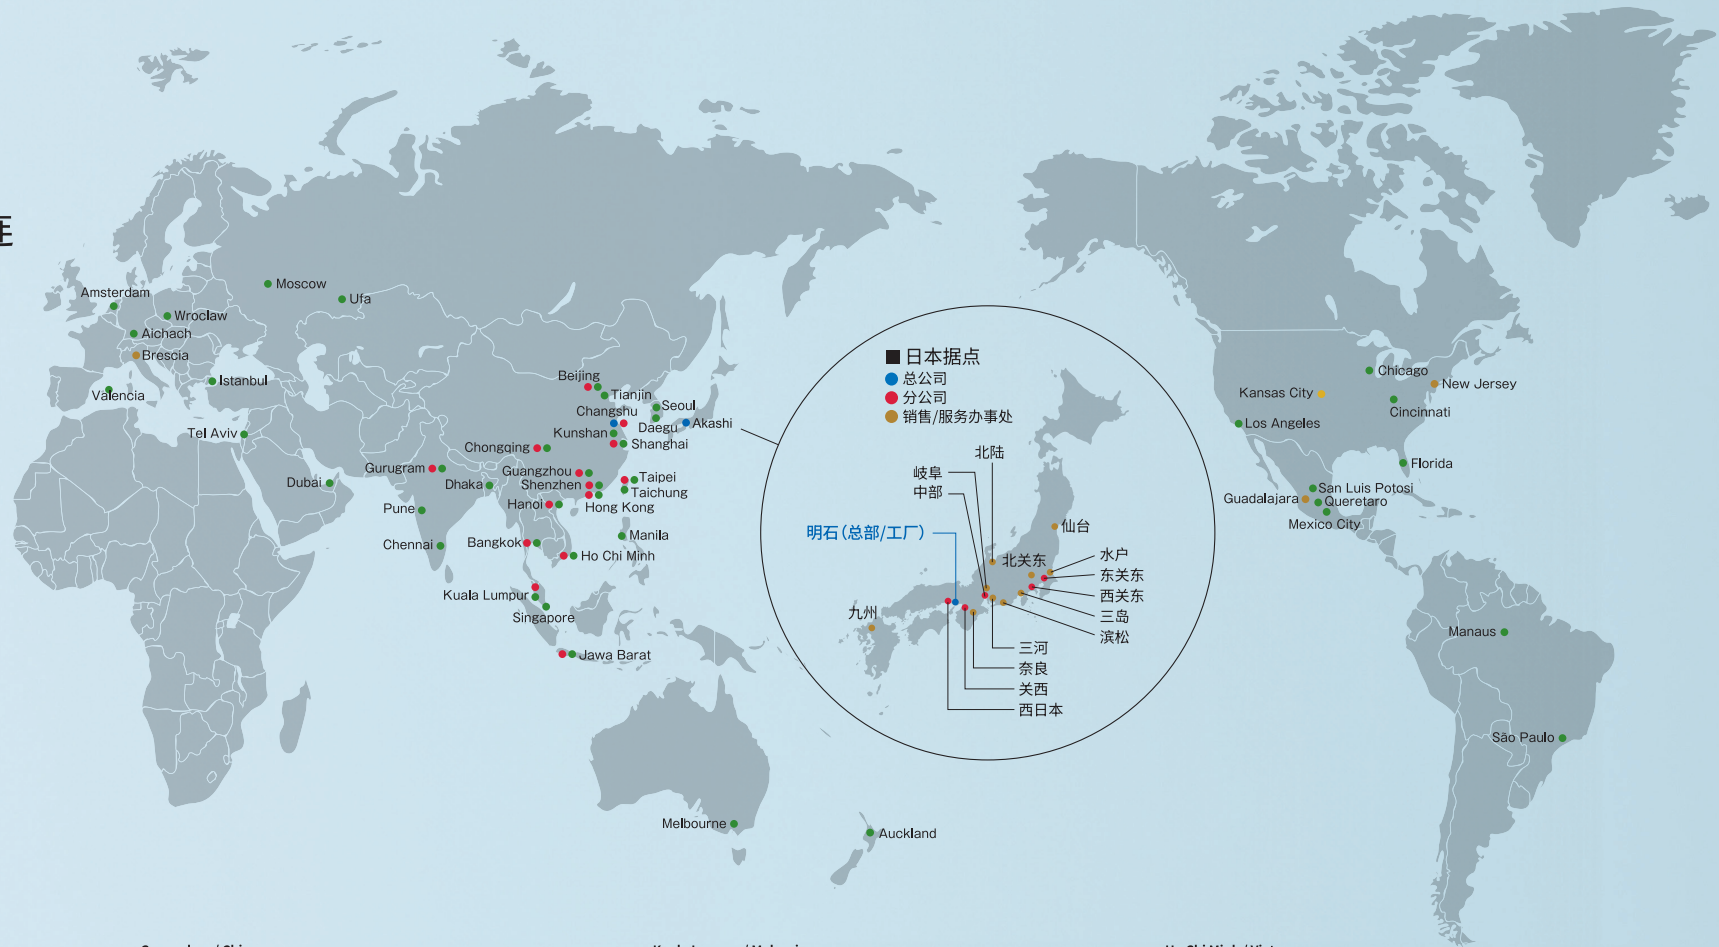 连
Moscow
Ufa
Amsterdam
Wroclaw
Aichach
Brescia
Istanbul
Valencia
Tel Aviv
Dubai
Gurugram
Pune
Chennai
Dhaka
Beijing
Tianjin
Changshu
Seoul
Daegu
Akashi
Kunshan
Shanghai
Chongqing
Guangzhou
Shenzhen
Hong Kong
Taipei
Taichung
Hanoi
Manila
Bangkok
Ho Chi Minh
Kuala Lumpur
Singapore
Jawa Barat
Melbourne
Auckland
日本据点
总公司
分公司
销售/服务办事处
北陆
岐阜
中部
明石(总部/工厂)
仙台
北关东
水户
东关东
西关东
三岛
滨松
九州
三河
奈良
关西
西日本
Chicago
Kansas City
New Jersey
Cincinnati
Los Angeles
Florida
San Luis Potosi
Guadalajara
Queretaro
Mexico City
Manaus
São Paulo